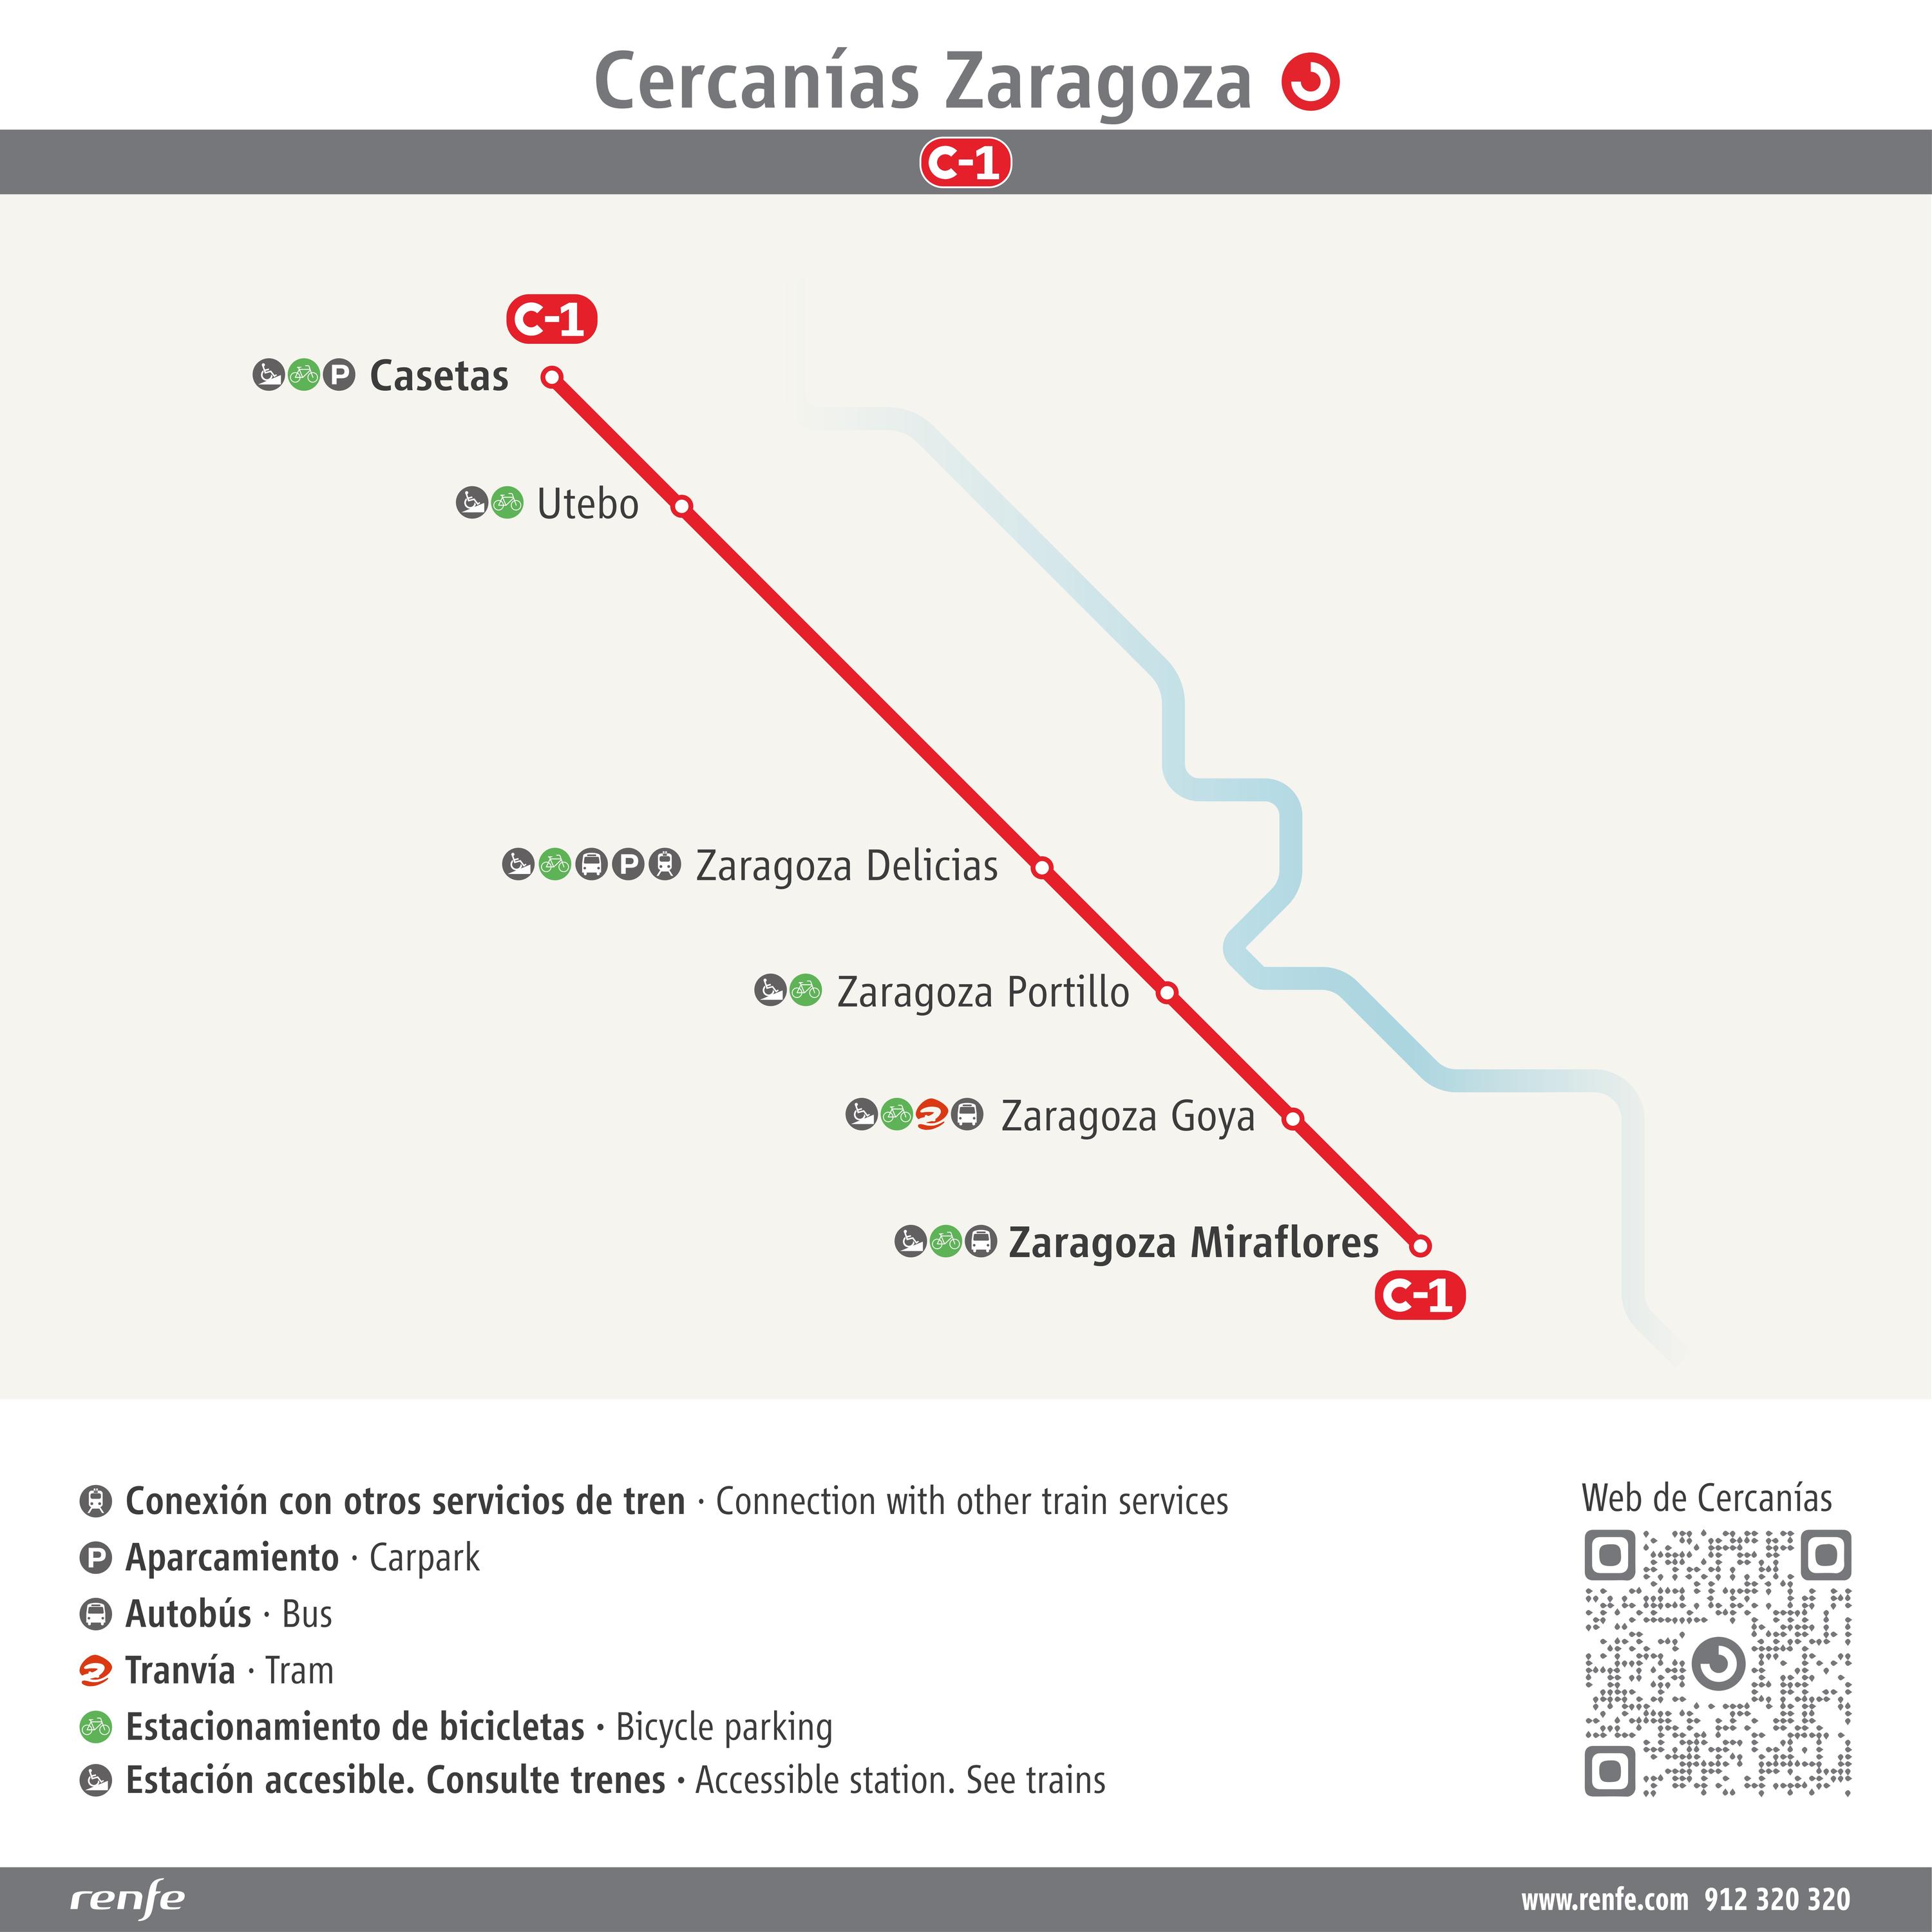 Cercanías Zaragoza
C-1
C-1
Casetas
Utebo
Zaragoza Delicias
Zaragoza Portillo
Zaragoza Goya
Zaragoza Miraflores
C-1
Conexión con otros servicios de tren · Connection with other train services
P Aparcamiento · Carpark
Autobús · Bus
Tranvía · Tram
Estacionamiento de bicicletas · Bicycle parking
Estación accesible. Consulte trenes · Accessible station. See trains
Web de Cercanías
renfe
www.renfe.com 912 320 320